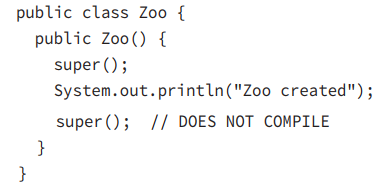 public class Zoo {
  public Zoo() {
    super();
    System.out.println("Zoo created");
    super();  // DOES NOT COMPILE
  }
}